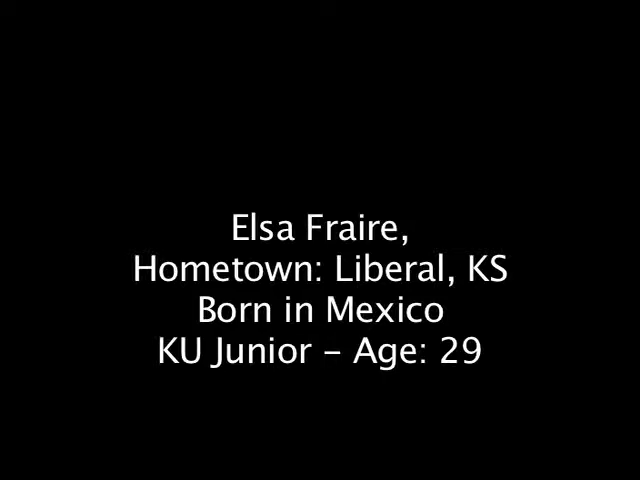 Elsa Fraire,
Hometown: Liberal, KS
Born in Mexico
KU Junior – Age: 29